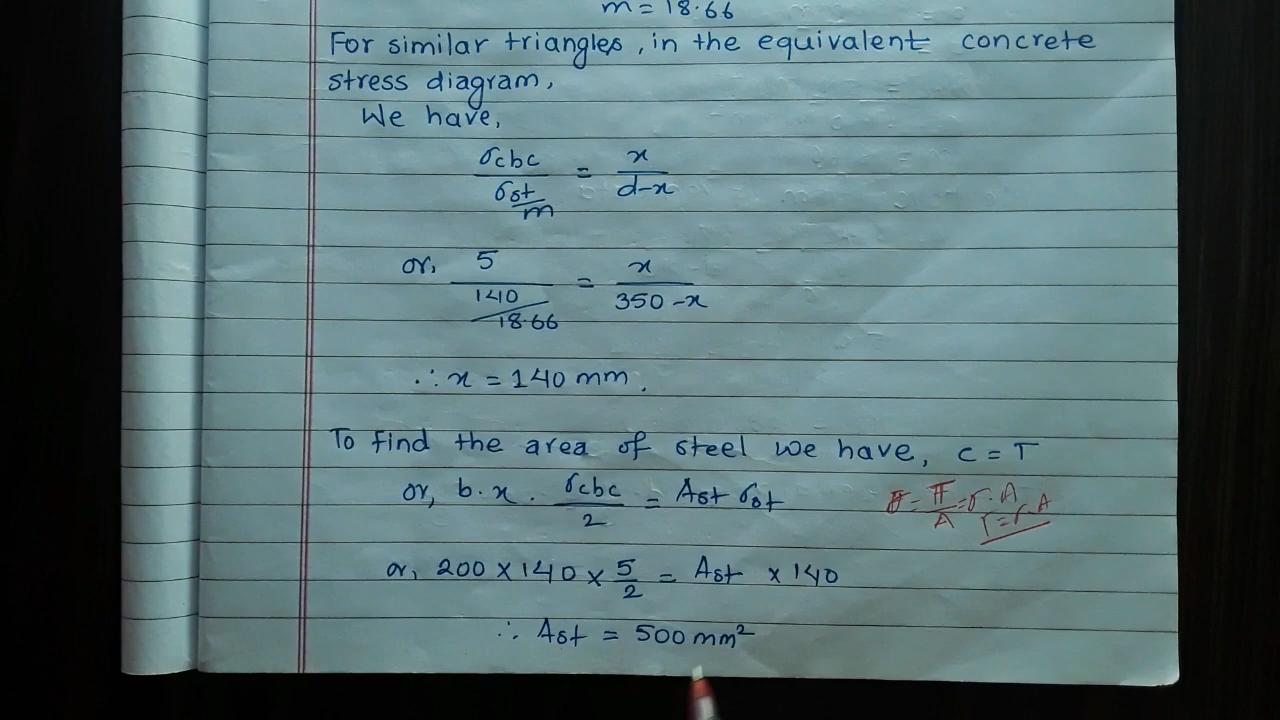 m = 18.66
For similar triangles, in the equivalent concrete
stress diagram,
We have,
σcbc / (σst/m) = x / (d-x)
or, 5 / (140/18.66) = x / (350-x)
∴ x = 140 mm.
To find the area of steel we have, C = T
or, b.x. σcbc/2 = Ast σst
or, 200 × 140 × 5/2 = Ast × 140
∴ Ast = 500 mm²